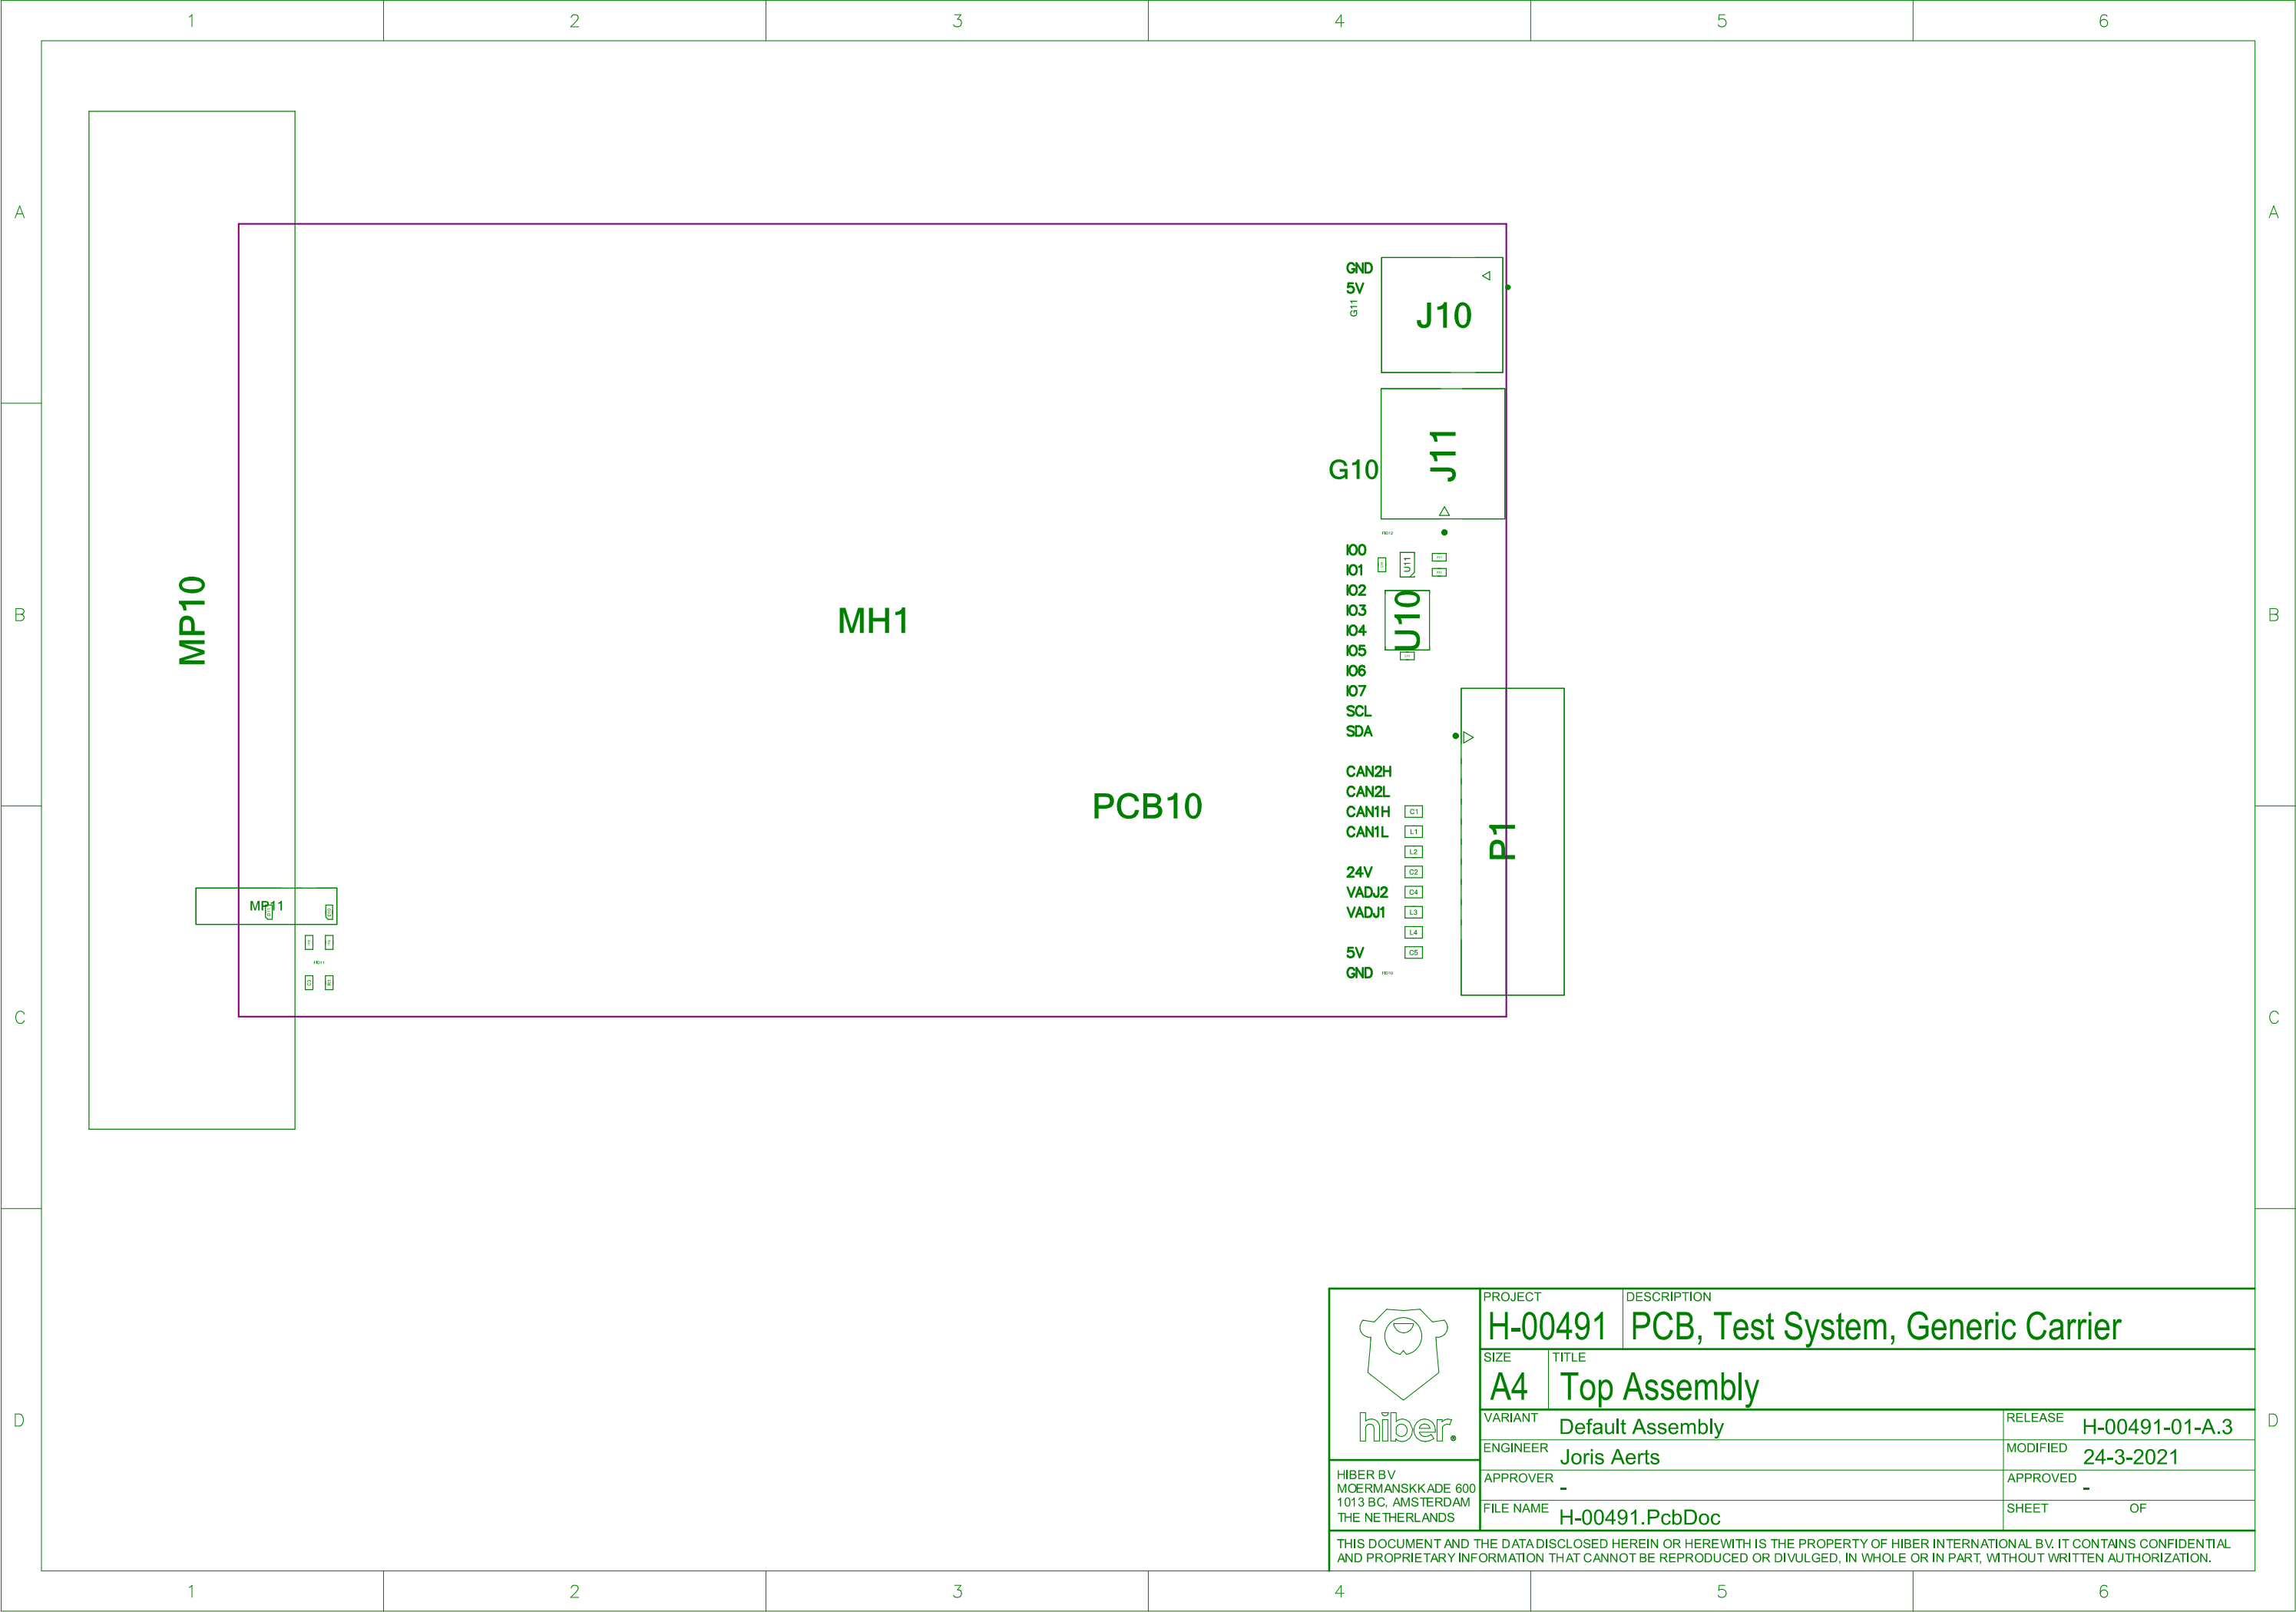 1 2 3 4 5 6
A A
GND
5V
G11
J10
J11
G10
IO0
IO1
U11
IO2
IO3
U10
IO4
IO5
IO6
IO7
SCL
SDA
MP10
MH1
B B
PCB10
CAN2H
CAN2L
CAN1H C1
CAN1L L1
L2
24V C2
VADJ2 C4
VADJ1 L3
L4
5V C5
GND
P1
MP11
C C
PROJECT DESCRIPTION
H-00491 PCB, Test System, Generic Carrier
SIZE TITLE
A4 Top Assembly
hiber.
VARIANT Default Assembly RELEASE H-00491-01-A.3
ENGINEER Joris Aerts MODIFIED 24-3-2021
APPROVER - APPROVED -
FILE NAME H-00491.PcbDoc SHEET OF
HIBER BV
MOERMANSKKADE 600
1013 BC, AMSTERDAM
THE NETHERLANDS
THIS DOCUMENT AND THE DATA DISCLOSED HEREIN OR HEREWITH IS THE PROPERTY OF HIBER INTERNATIONAL BV. IT CONTAINS CONFIDENTIAL
AND PROPRIETARY INFORMATION THAT CANNOT BE REPRODUCED OR DIVULGED, IN WHOLE OR IN PART, WITHOUT WRITTEN AUTHORIZATION.
D D
1 2 3 4 5 6